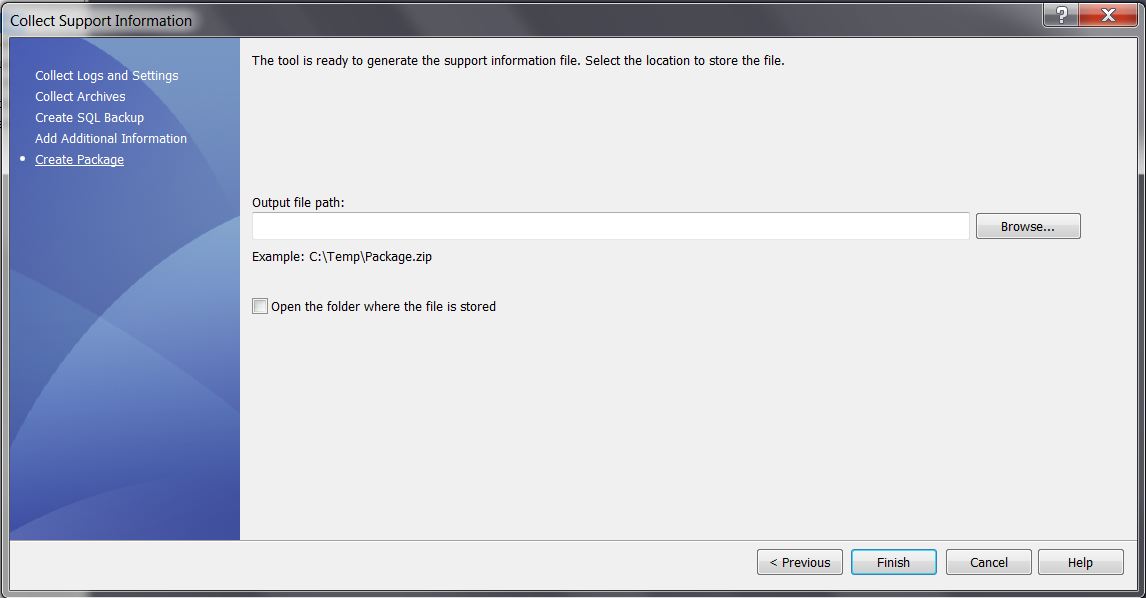 Collect Support Information
?
X
Collect Logs and Settings
Collect Archives
Create SQL Backup
Add Additional Information
• Create Package
The tool is ready to generate the support information file. Select the location to store the file.
Output file path:
Browse...
Example: C:\Temp\Package.zip
Open the folder where the file is stored
< Previous
Finish
Cancel
Help